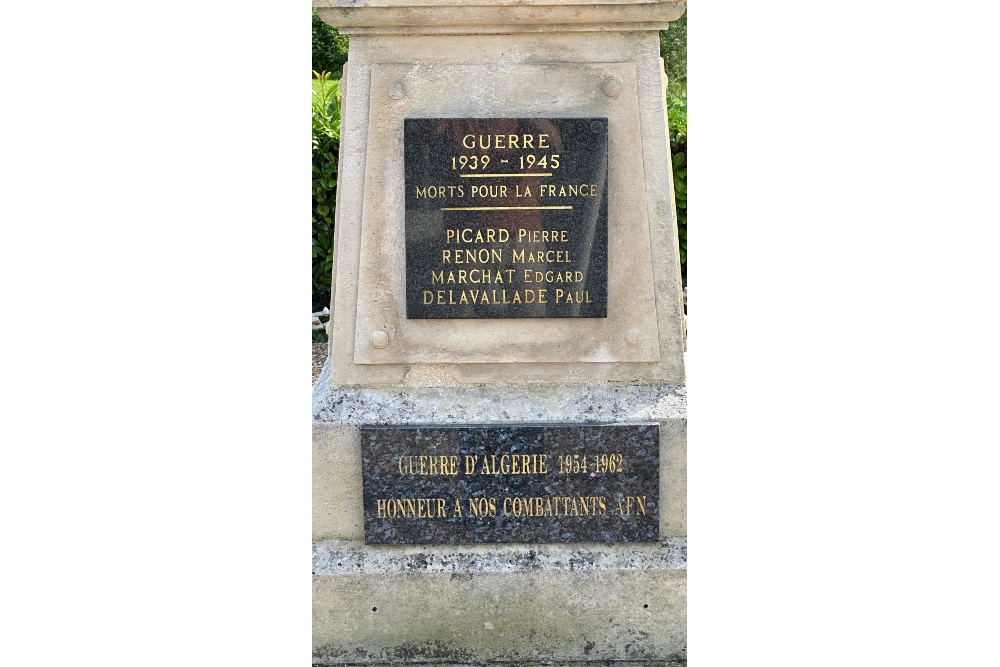 GUERRE
1939 - 1945
MORTS POUR LA FRANCE
PICARD PIERRE
RENON MARCEL
MARCHAT EDGARD
DELAVALLADE PAUL
GUERRE D'ALGERIE 1954-1962
HONNEUR A NOS COMBATTANTS AFN